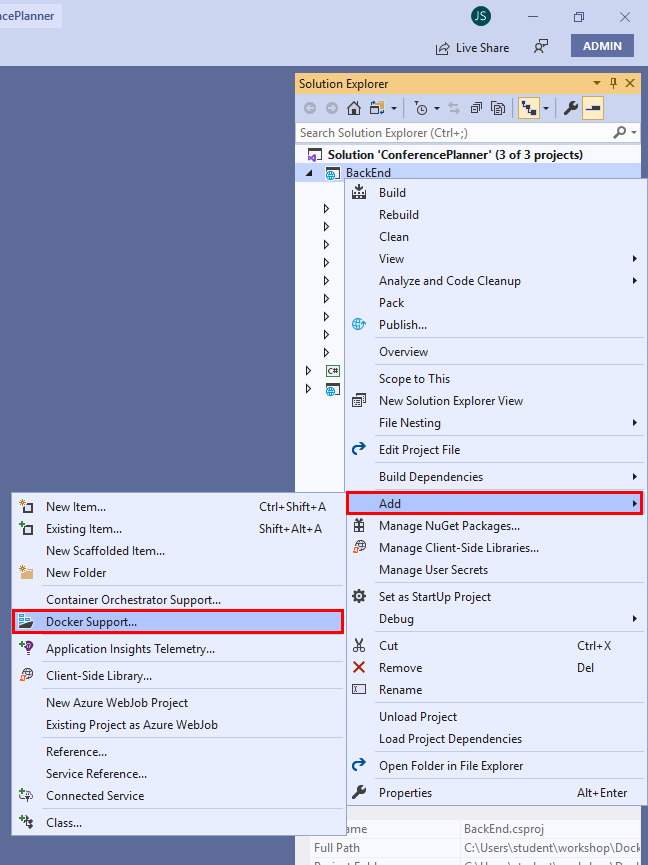 cePlanner
JS
Live Share
ADMIN
Solution Explorer
Search Solution Explorer (Ctrl+;)
Solution 'ConferencePlanner' (3 of 3 projects)
BackEnd
C#
Build
Rebuild
Clean
View
Analyze and Code Cleanup
Pack
Publish...
Overview
Scope to This
New Solution Explorer View
File Nesting
Edit Project File
Build Dependencies
Add
Manage NuGet Packages...
Manage Client-Side Libraries...
Manage User Secrets
Set as StartUp Project
Debug
Cut Ctrl+X
Remove Del
Rename
Unload Project
Load Project Dependencies
Open Folder in File Explorer
Properties Alt+Enter
New Item... Ctrl+Shift+A
Existing Item... Shift+Alt+A
New Scaffolded Item...
New Folder
Container Orchestrator Support...
Docker Support...
Application Insights Telemetry...
Client-Side Library...
New Azure WebJob Project
Existing Project as Azure WebJob
Reference...
Service Reference...
Connected Service
Class...
ame BackEnd.csproj
Full Path C:\Users\student\workshop\Dock